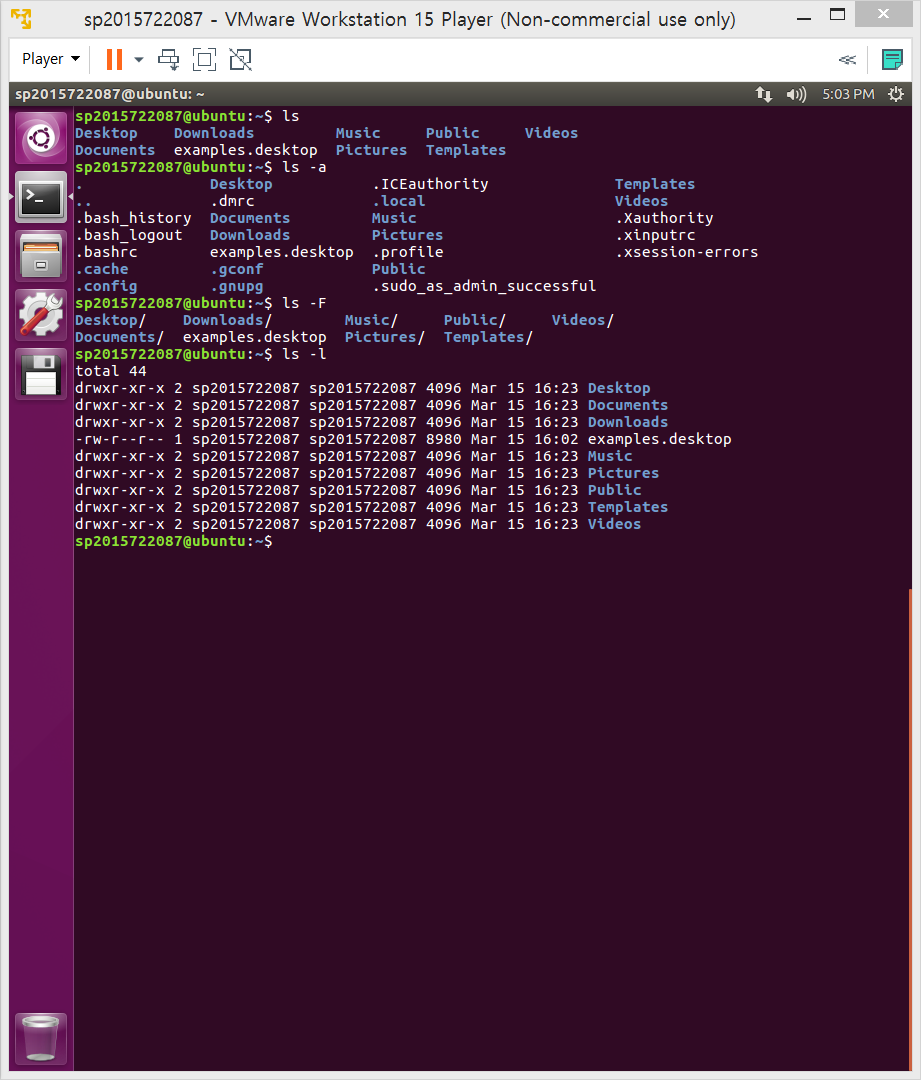 sp2015722087 - VMware Workstation 15 Player (Non-commercial use only)
Player
sp2015722087@ubuntu: ~ 5:03 PM
sp2015722087@ubuntu:~$ ls
Desktop    Downloads         Music     Public     Videos
Documents  examples.desktop  Pictures  Templates
sp2015722087@ubuntu:~$ ls -a
.              Desktop           .ICEauthority              Templates
..             .dmrc             .local                     Videos
.bash_history  Documents         Music                      .Xauthority
.bash_logout   Downloads         Pictures                   .xinputrc
.bashrc        examples.desktop  .profile                   .xsession-errors
.cache         .gconf            Public
.config        .gnupg            .sudo_as_admin_successful
sp2015722087@ubuntu:~$ ls -F
Desktop/    Downloads/        Music/     Public/     Videos/
Documents/  examples.desktop  Pictures/  Templates/
sp2015722087@ubuntu:~$ ls -l
total 44
drwxr-xr-x 2 sp2015722087 sp2015722087 4096 Mar 15 16:23 Desktop
drwxr-xr-x 2 sp2015722087 sp2015722087 4096 Mar 15 16:23 Documents
drwxr-xr-x 2 sp2015722087 sp2015722087 4096 Mar 15 16:23 Downloads
-rw-r--r-- 1 sp2015722087 sp2015722087 8980 Mar 15 16:02 examples.desktop
drwxr-xr-x 2 sp2015722087 sp2015722087 4096 Mar 15 16:23 Music
drwxr-xr-x 2 sp2015722087 sp2015722087 4096 Mar 15 16:23 Pictures
drwxr-xr-x 2 sp2015722087 sp2015722087 4096 Mar 15 16:23 Public
drwxr-xr-x 2 sp2015722087 sp2015722087 4096 Mar 15 16:23 Templates
drwxr-xr-x 2 sp2015722087 sp2015722087 4096 Mar 15 16:23 Videos
sp2015722087@ubuntu:~$